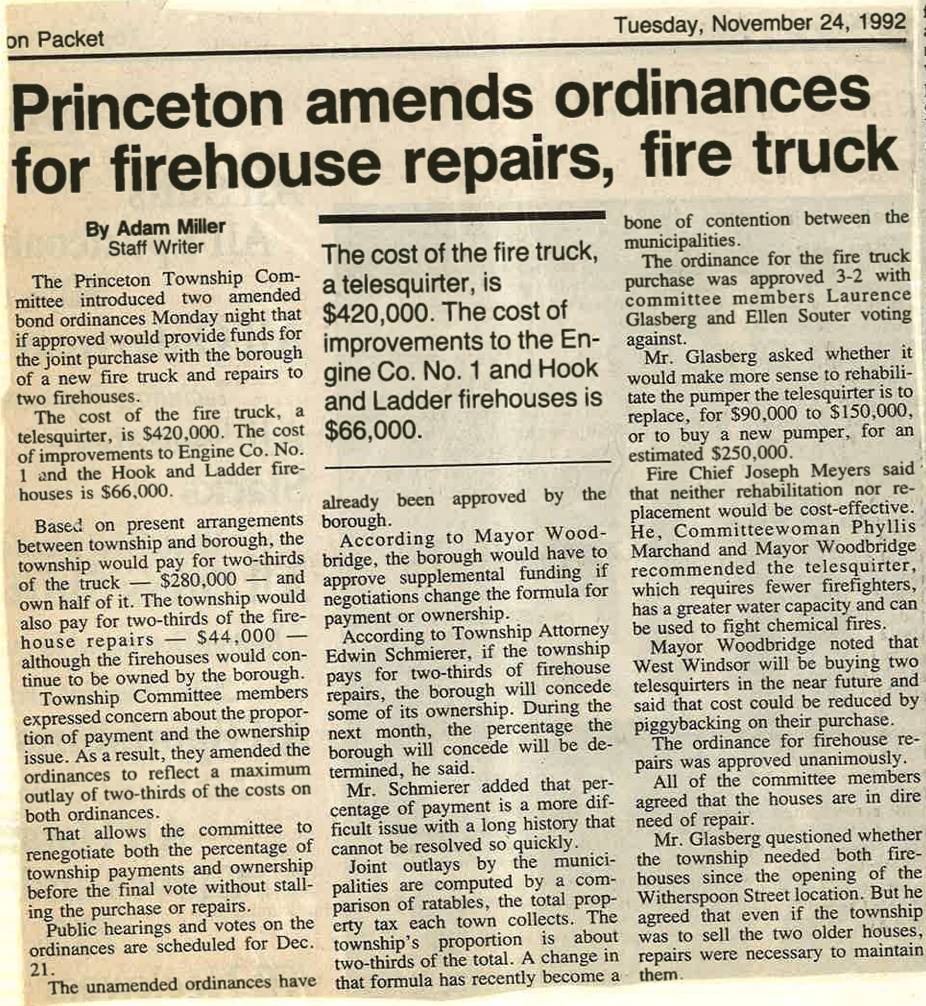 on Packet
Tuesday, November 24, 1992
Princeton amends ordinances
for firehouse repairs, fire truck
By Adam Miller
Staff Writer
The Princeton Township Com-
mittee introduced two amended
bond ordinances Monday night that
if approved would provide funds for
the joint purchase with the borough
of a new fire truck and repairs to
two firehouses.
The cost of the fire truck, a
telesquirter, is $420,000. The cost
of improvements to Engine Co. No.
1 and the Hook and Ladder fire-
houses is $66,000.
Based on present arrangements
between township and borough, the
township would pay for two-thirds
of the truck — $280,000 — and
own half of it. The township would
also pay for two-thirds of the fire-
house repairs — $44,000 —
although the firehouses would con-
tinue to be owned by the borough.
Township Committee members
expressed concern about the propor-
tion of payment and the ownership
issue. As a result, they amended the
ordinances to reflect a maximum
outlay of two-thirds of the costs on
both ordinances.
That allows the committee to
renegotiate both the percentage of
township payments and ownership
before the final vote without stall-
ing the purchase or repairs.
Public hearings and votes on the
ordinances are scheduled for Dec.
21.
The unamended ordinances have
The cost of the fire truck,
a telesquirter, is
$420,000. The cost of
improvements to the En-
gine Co. No. 1 and Hook
and Ladder firehouses is
$66,000.
already been approved by the
borough.
According to Mayor Wood-
bridge, the borough would have to
approve supplemental funding if
negotiations change the formula for
payment or ownership.
According to Township Attorney
Edwin Schmierer, if the township
pays for two-thirds of firehouse
repairs, the borough will concede
some of its ownership. During the
next month, the percentage the
borough will concede will be de-
termined, he said.
Mr. Schmierer added that per-
centage of payment is a more dif-
ficult issue with a long history that
cannot be resolved so quickly.
Joint outlays by the munici-
palities are computed by a com-
parison of ratables, the total prop-
erty tax each town collects. The
township's proportion is about
two-thirds of the total. A change in
that formula has recently become a
bone of contention between the
municipalities.
The ordinance for the fire truck
purchase was approved 3-2 with
committee members Laurence
Glasberg and Ellen Souter voting
against.
Mr. Glasberg asked whether it
would make more sense to rehabili-
tate the pumper the telesquirter is to
replace, for $90,000 to $150,000,
or to buy a new pumper, for an
estimated $250,000.
Fire Chief Joseph Meyers said
that neither rehabilitation nor re-
placement would be cost-effective.
He, Committeewoman Phyllis
Marchand and Mayor Woodbridge
recommended the telesquirter,
which requires fewer firefighters,
has a greater water capacity and can
be used to fight chemical fires.
Mayor Woodbridge noted that
West Windsor will be buying two
telesquirters in the near future and
said that cost could be reduced by
piggybacking on their purchase.
The ordinance for firehouse re-
pairs was approved unanimously.
All of the committee members
agreed that the houses are in dire
need of repair.
Mr. Glasberg questioned whether
the township needed both fire-
houses since the opening of the
Witherspoon Street location. But he
agreed that even if the township
was to sell the two older houses,
repairs were necessary to maintain
them.